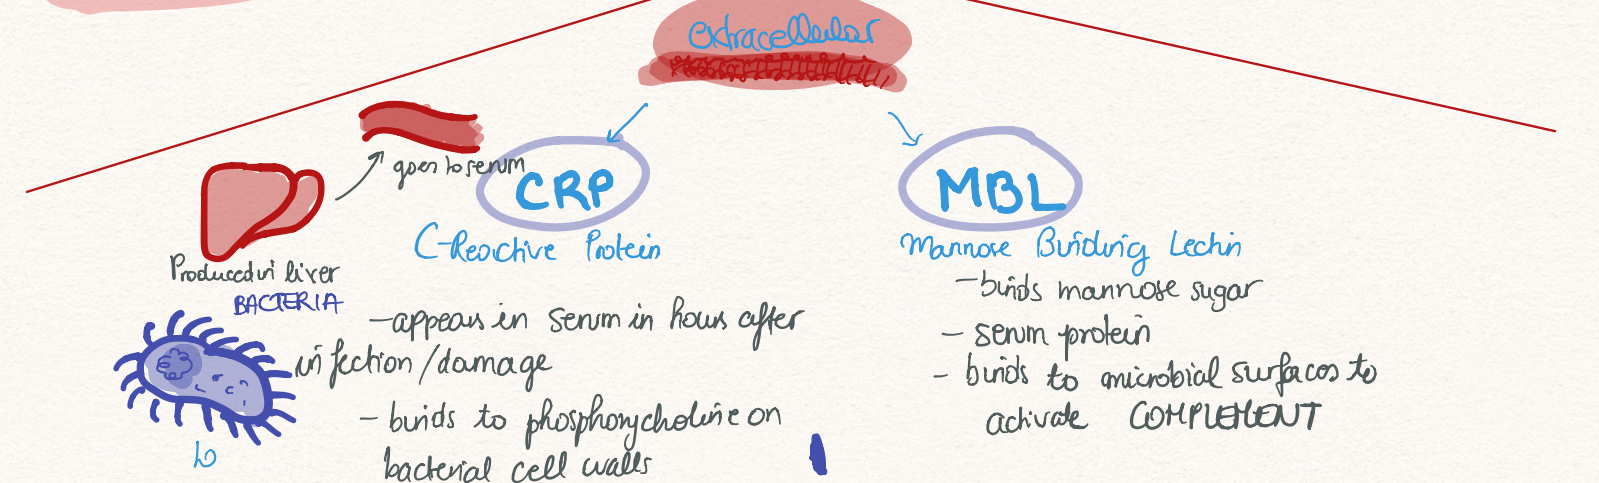 extracellular
goes to serum
CRP
C-Reactive Protein
Produced in liver
BACTERIA
-appears in serum in hours after
infection/damage
- binds to phosphorycholine on
bacterial cell walls
MBL
Mannose Binding Lectin
-binds mannose sugar
- serum protein
- binds to microbial surfaces to
activate COMPLEMENT